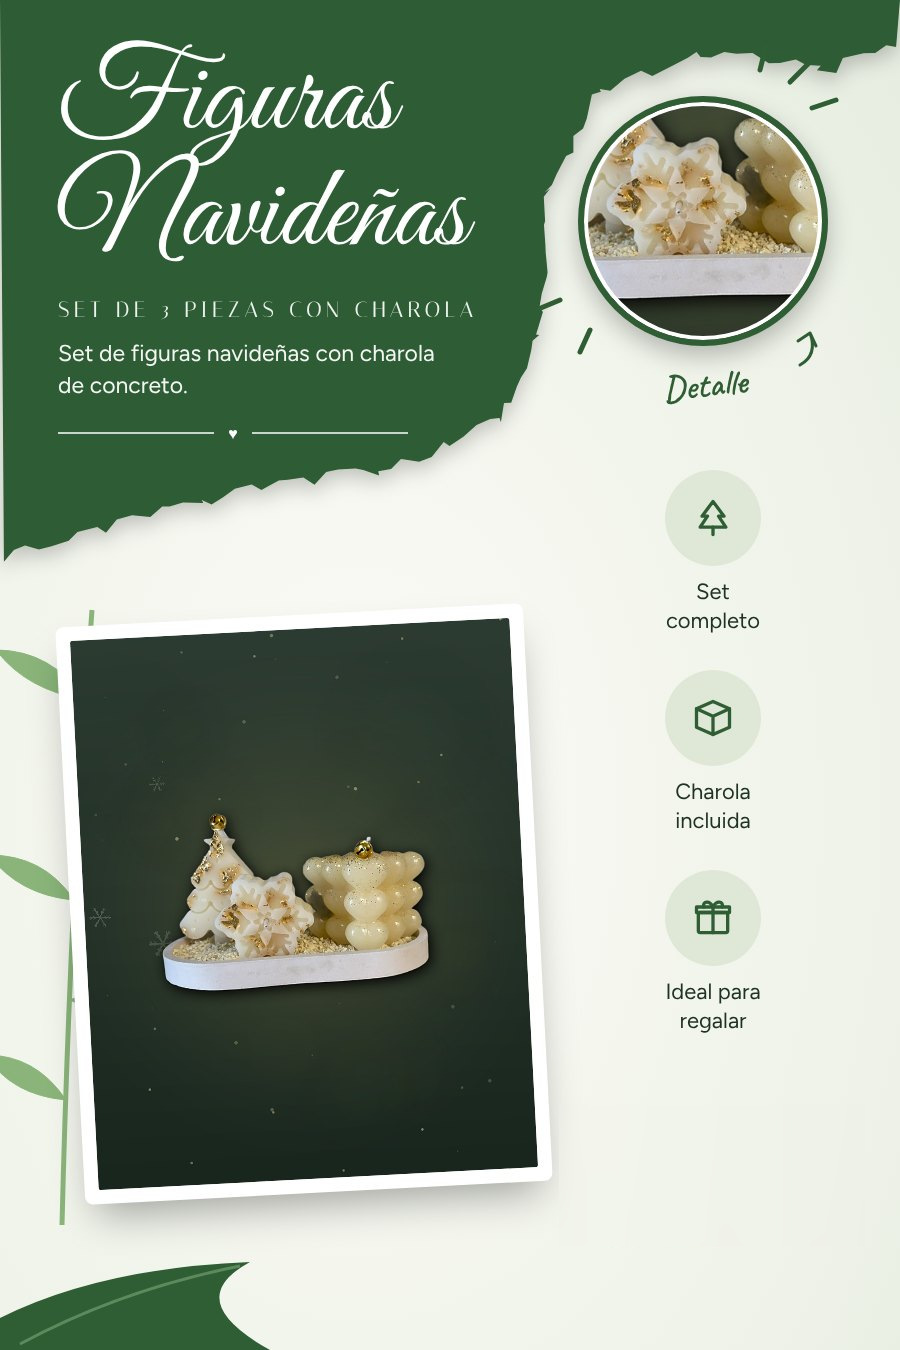 Figuras
Navideñas
SET DE 3 PIEZAS CON CHAROLA
Set de figuras navideñas con charola
de concreto.
Detalle
Set
completo
Charola
incluida
Ideal para
regalar